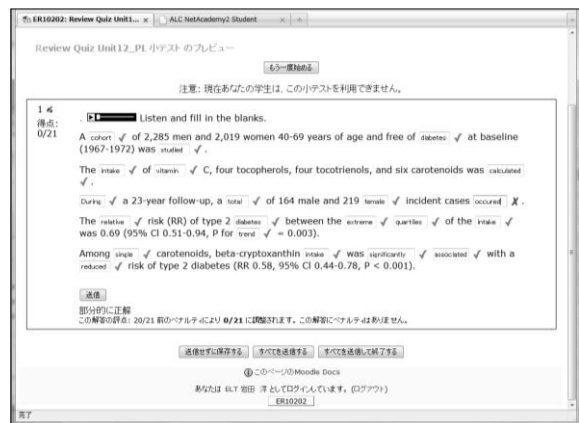 ER10202: Review Quiz Unit1... x ALC NetAcademy2 Student x +
Review Quiz Unit12_PL 小テスト のプレビュー
もう一度始める
注意: 現在あなたの学生は、この小テストを利用できません。
1
得点:
0/21
. Listen and fill in the blanks.
A cohort ✓ of 2,285 men and 2,019 women 40-69 years of age and free of diabetes ✓ at baseline
(1967-1972) was studied ✓ .
The intake ✓ of vitamin ✓ C, four tocopherols, four tocotrienols, and six carotenoids was calculated
✓ .
During ✓ a 23-year follow-up, a total ✓ of 164 male and 219 female ✓ incident cases occured ✗ .
The relative ✓ risk (RR) of type 2 diabetes ✓ between the extreme ✓ quartiles ✓ of the intake ✓
was 0.69 (95% CI 0.51-0.94, P for trend ✓ = 0.003).
Among single ✓ carotenoids, beta-cryptoxanthin intake ✓ was significantly ✓ associated ✓ with a
reduced ✓ risk of type 2 diabetes (RR 0.58, 95% CI 0.44-0.78, P < 0.001).
送信
部分的に正解
この解答の評点: 20/21 前のペナルティにより 0/21 に調整されます。この解答にペナルティはありません。
送信せずに保存する すべてを送信する すべてを送信して終了する
このページのMoodle Docs
あなたは ELT 岩田 淳 としてログインしています。(ログアウト)
ER10202
完了